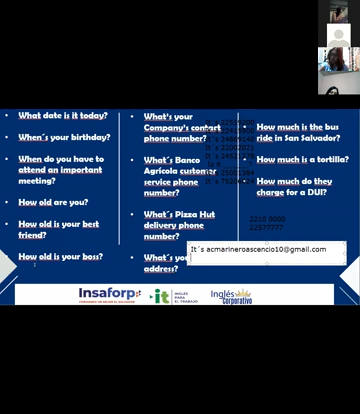 What date is it today?
When´s your birthday?
When do you have to
attend an important
meeting?
How old are you?
How old is your best
friend?
How old is your boss?
What's your
Company's contact
phone number?
What´s Banco
Agrícola customer
service phone
number?
What´s Pizza Hut
delivery phone
number?
What´s
address?
It´s acmarineroascencio10@gmail.com
How much is the bus
ride in San Salvador?
How much is a tortilla?
How much do they
charge for a DUI?
2250 0000
22577777
Insaforp
it
INGLÉS
PARA
EL TRABAJO
Inglés
Corporativo